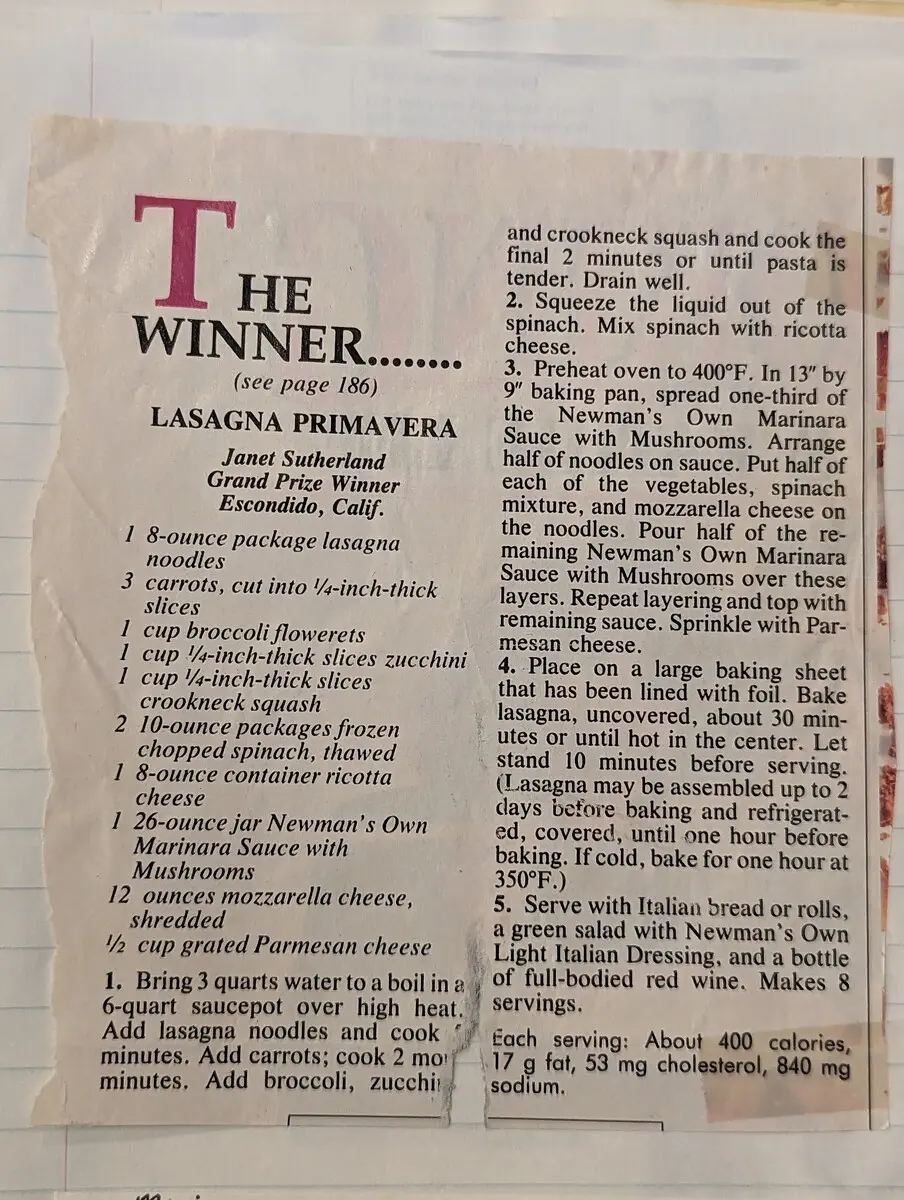 THE
WINNER........
(see page 186)
LASAGNA PRIMAVERA
Janet Sutherland
Grand Prize Winner
Escondido, Calif.
1 8-ounce package lasagna
noodles
3 carrots, cut into ¼-inch-thick
slices
1 cup broccoli flowerets
1 cup ¼-inch-thick slices zucchini
1 cup ¼-inch-thick slices
crookneck squash
2 10-ounce packages frozen
chopped spinach, thawed
1 8-ounce container ricotta
cheese
1 26-ounce jar Newman's Own
Marinara Sauce with
Mushrooms
12 ounces mozzarella cheese,
shredded
½ cup grated Parmesan cheese
1. Bring 3 quarts water to a boil in a
6-quart saucepot over high heat.
Add lasagna noodles and cook
minutes. Add carrots; cook 2
minutes. Add broccoli,
and crookneck squash and cook the
final 2 minutes or until pasta is
tender. Drain well.
2. Squeeze the liquid out of the
spinach. Mix spinach with ricotta
cheese.
3. Preheat oven to 400°F. In 13" by
9" baking pan, spread one-third of
the Newman's Own Marinara
Sauce with Mushrooms. Arrange
half of noodles on sauce. Put half of
each of the vegetables, spinach
mixture, and mozzarella cheese on
the noodles. Pour half of the re-
maining Newman's Own Marinara
Sauce with Mushrooms over these
layers. Repeat layering and top with
remaining sauce. Sprinkle with Par-
mesan cheese.
4. Place on a large baking sheet
that has been lined with foil. Bake
lasagna, uncovered, about 30 min-
utes or until hot in the center. Let
stand 10 minutes before serving.
(Lasagna may be assembled up to 2
days before baking and refrigerat-
ed, covered, until one hour before
baking. If cold, bake for one hour at
350°F.)
5. Serve with Italian bread or rolls,
a green salad with Newman's Own
Light Italian Dressing, and a bottle
of full-bodied red wine. Makes 8
servings.
Each serving: About 400 calories,
17 g fat, 53 mg cholesterol, 840 mg
sodium.